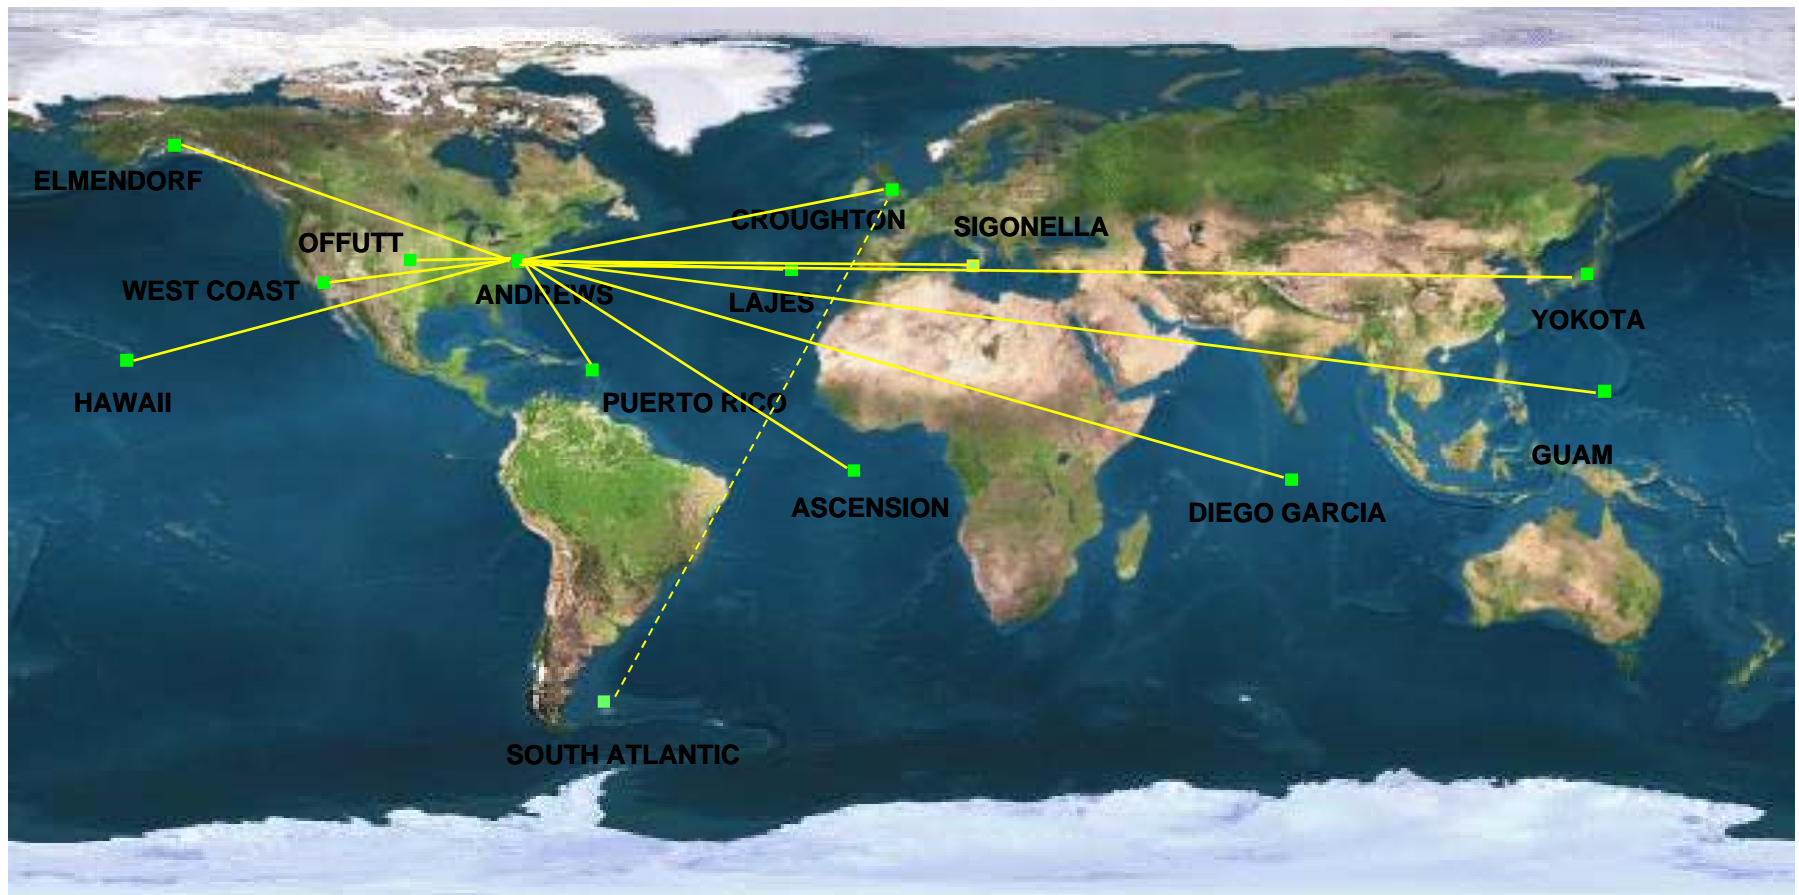 ELMENDORF
CROUGHTON
SIGONELLA
OFFUTT
WEST COAST
ANDREWS
LAJES
YOKOTA
HAWAII
PUERTO RICO
GUAM
ASCENSION
DIEGO GARCIA
SOUTH ATLANTIC